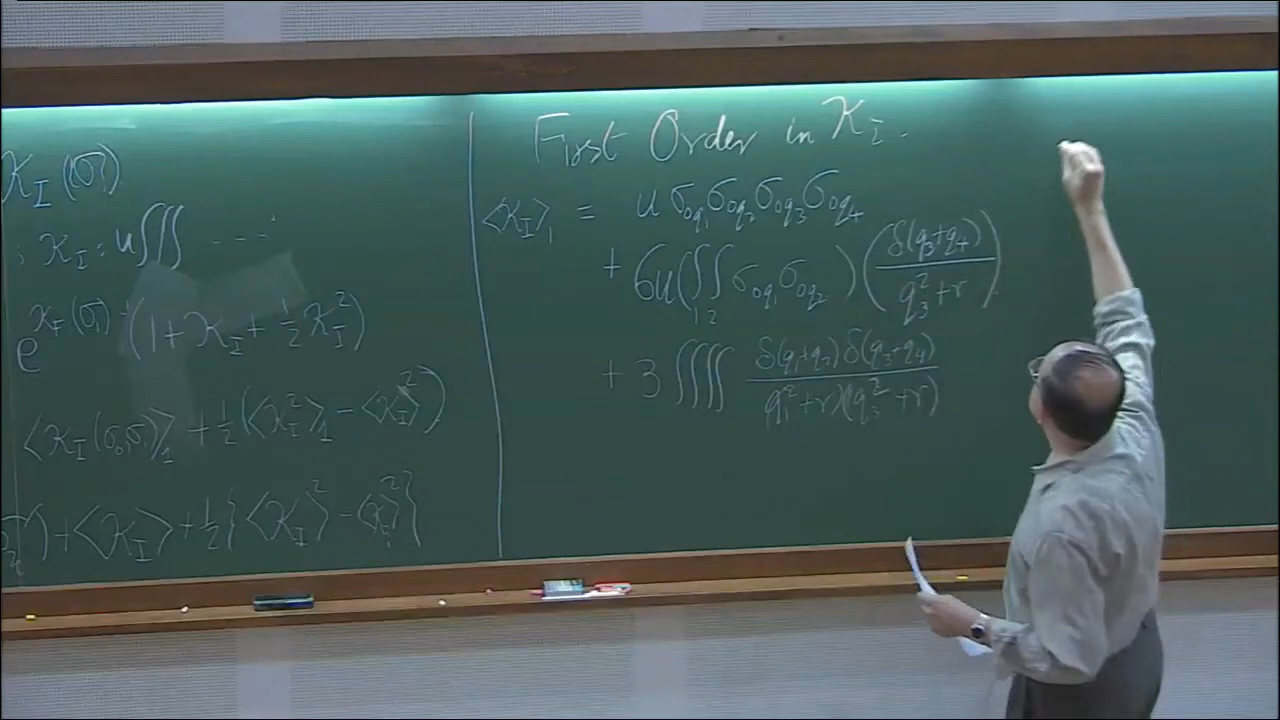 K_I(σ_1)
; K_I = u∫∫∫ ....
e^{K_F(σ_1)} (1 + K_I + ½ K_I²)
⟨K_I(σ_0σ_1)⟩_1 + ½(⟨K_I²⟩_1 − ⟨K_I⟩²)
) + ⟨K_I⟩ + ½{⟨K_I⟩² − ⟨K_I⟩²}
First Order in K_I.
⟨K_I⟩_1 = u σ_{0q_1} σ_{0q_2} σ_{0q_3} σ_{0q_4}
+ 6u(∫∫_{1 2} σ_{0q_1} σ_{0q_2}) (δ(q_3+q_4) / q_3²+r)
+ 3 ∫∫∫∫ δ(q_1+q_2) δ(q_3+q_4) / q_1²+r)(q_3²+r)